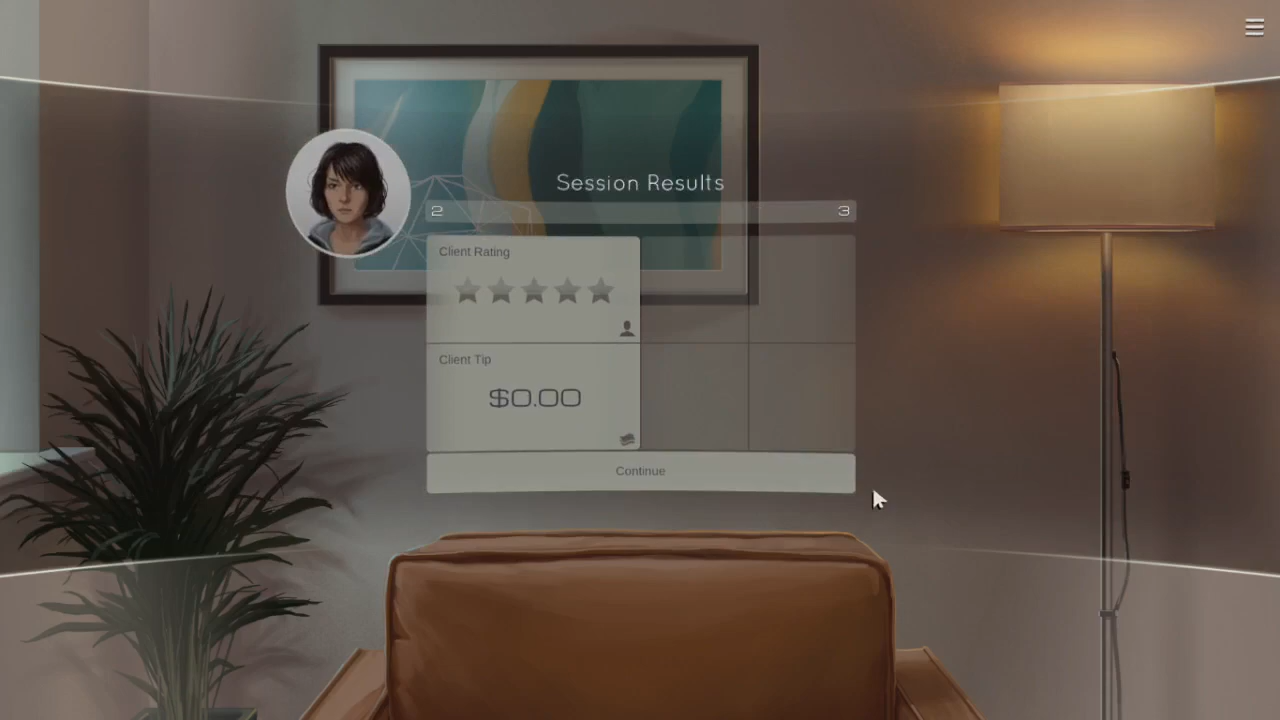 Session Results
2 3
Client Rating
Client Tip
$0.00
Continue